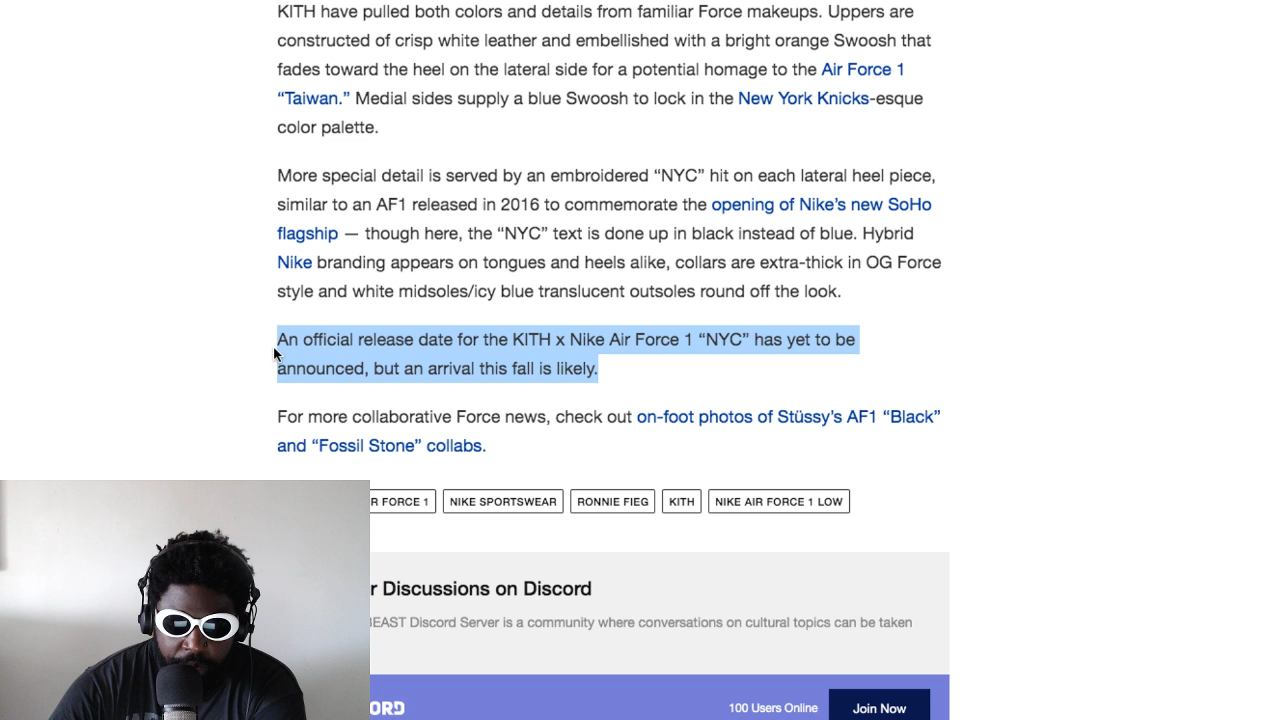 KITH have pulled both colors and details from familiar Force makeups. Uppers are
constructed of crisp white leather and embellished with a bright orange Swoosh that
fades toward the heel on the lateral side for a potential homage to the Air Force 1
“Taiwan.” Medial sides supply a blue Swoosh to lock in the New York Knicks-esque
color palette.
More special detail is served by an embroidered “NYC” hit on each lateral heel piece,
similar to an AF1 released in 2016 to commemorate the opening of Nike’s new SoHo
flagship — though here, the “NYC” text is done up in black instead of blue. Hybrid
Nike branding appears on tongues and heels alike, collars are extra-thick in OG Force
style and white midsoles/icy blue translucent outsoles round off the look.
An official release date for the KITH x Nike Air Force 1 “NYC” has yet to be
announced, but an arrival this fall is likely.
For more collaborative Force news, check out on-foot photos of Stüssy’s AF1 “Black”
and “Fossil Stone” collabs.
R FORCE 1 NIKE SPORTSWEAR RONNIE FIEG KITH NIKE AIR FORCE 1 LOW
r Discussions on Discord
BEAST Discord Server is a community where conversations on cultural topics can be taken
ORD 100 Users Online Join Now